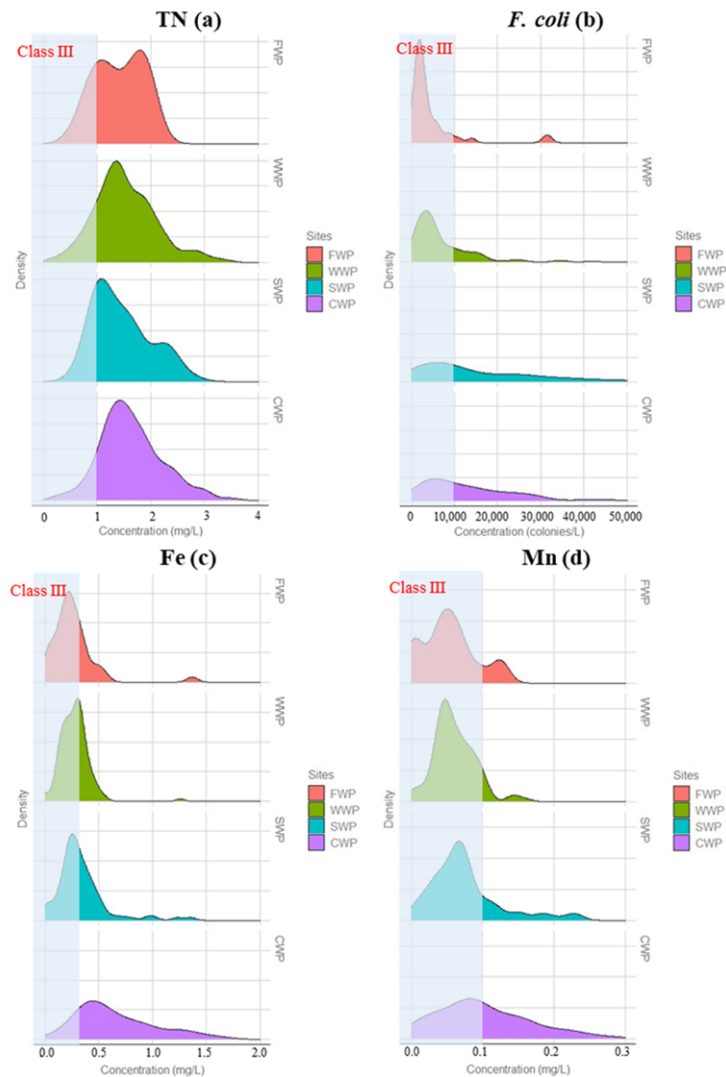 TN (a)
Class III
FWP
WWP
SWP
CWP
Density
0 1 2 3 4
Concentration (mg/L)
Sites
FWP
WWP
SWP
CWP
F. coli (b)
Class III
FWP
WWP
SWP
CWP
Density
0 10,000 20,000 30,000 40,000 50,000
Concentration (colonies/L)
Sites
FWP
WWP
SWP
CWP
Fe (c)
Class III
FWP
WWP
SWP
CWP
Density
0.0 0.5 1.0 1.5 2.0
Concentration (mg/L)
Sites
FWP
WWP
SWP
CWP
Mn (d)
Class III
FWP
WWP
SWP
CWP
Density
0.0 0.1 0.2 0.3
Concentration (mg/L)
Sites
FWP
WWP
SWP
CWP